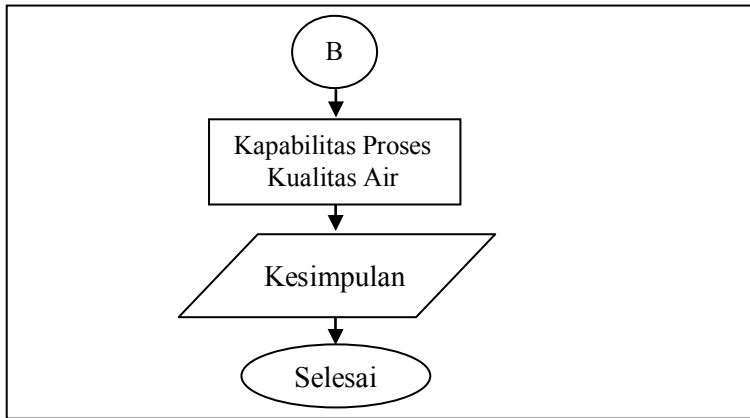 B
Kapabilitas Proses
Kualitas Air
Kesimpulan
Selesai